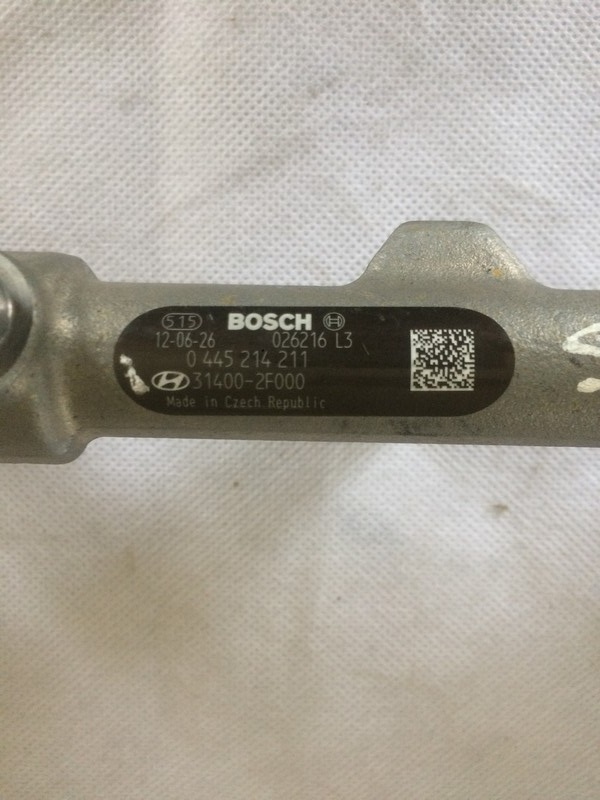 515 BOSCH
12-06-26 026216 L3
0 445 214 211
31400-2F000
Made in Czech Republic